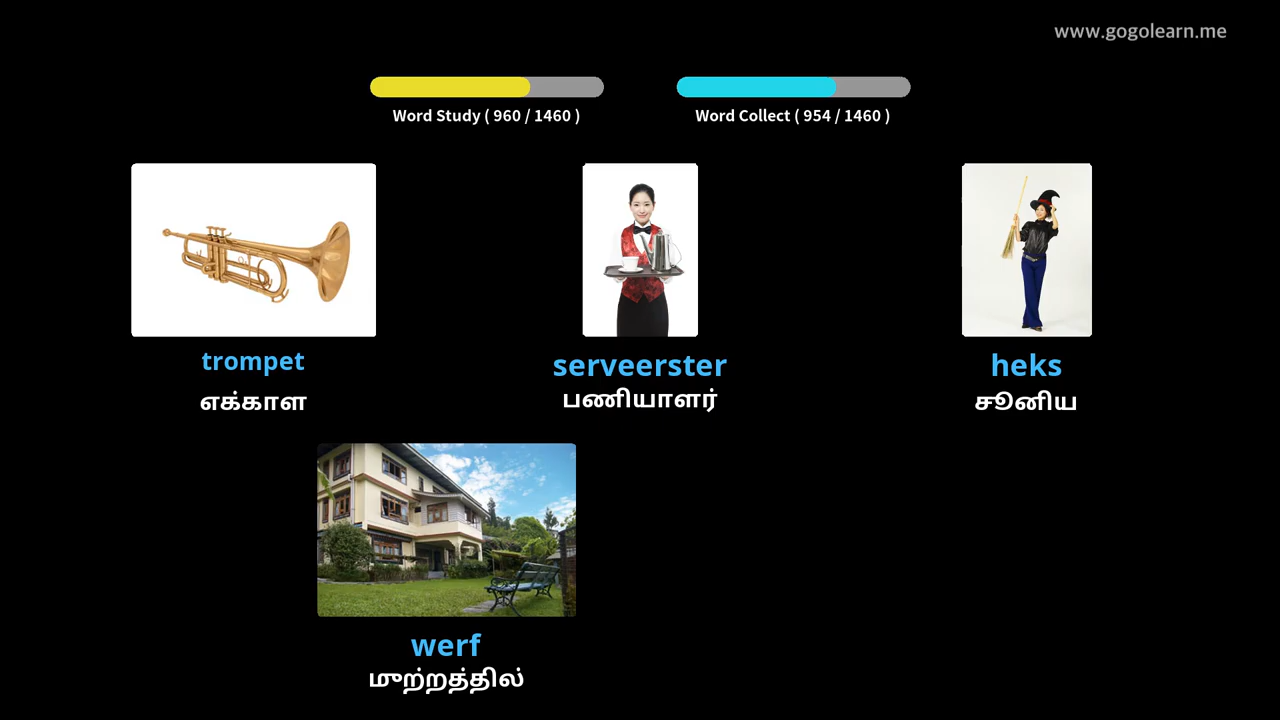 www.gogolearn.me
Word Study ( 960 / 1460 )
Word Collect ( 954 / 1460 )
trompet
எக்காள
serveerster
பணியாளர்
heks
சூனிய
werf
முற்றத்தில்